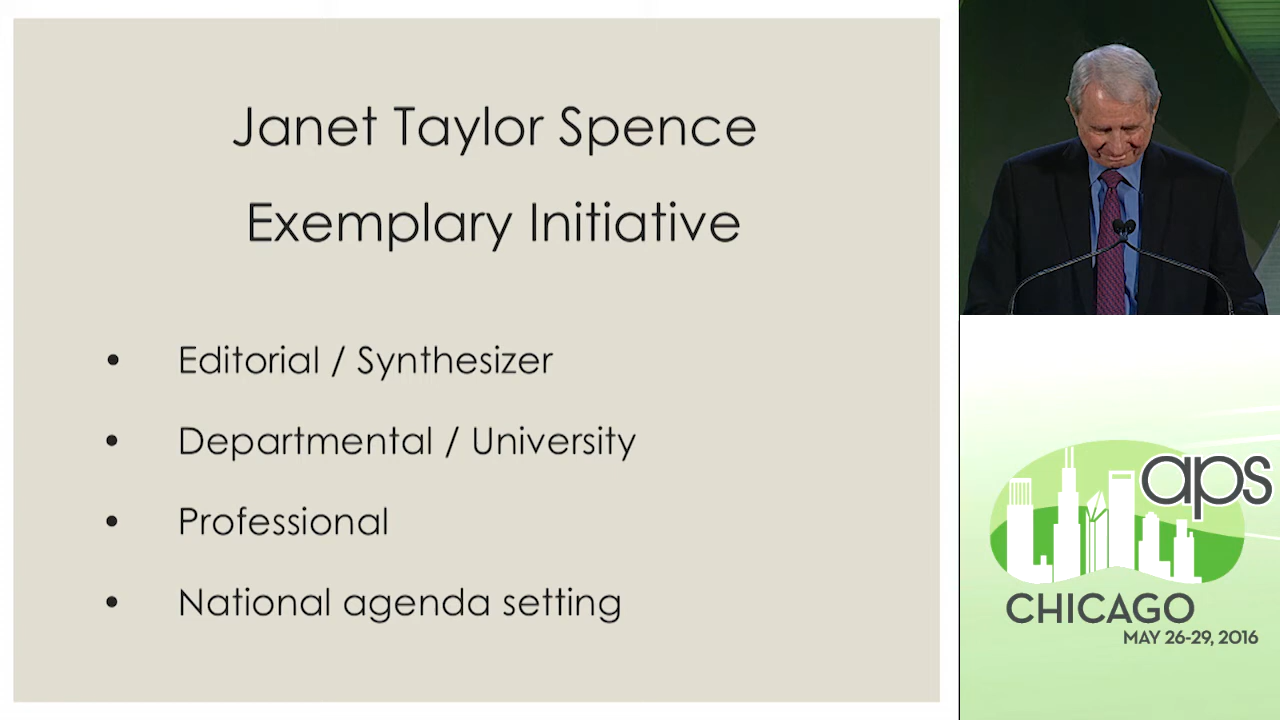 Janet Taylor Spence
Exemplary Initiative
• Editorial / Synthesizer
• Departmental / University
• Professional
• National agenda setting
aps
CHICAGO
MAY 26-29, 2016